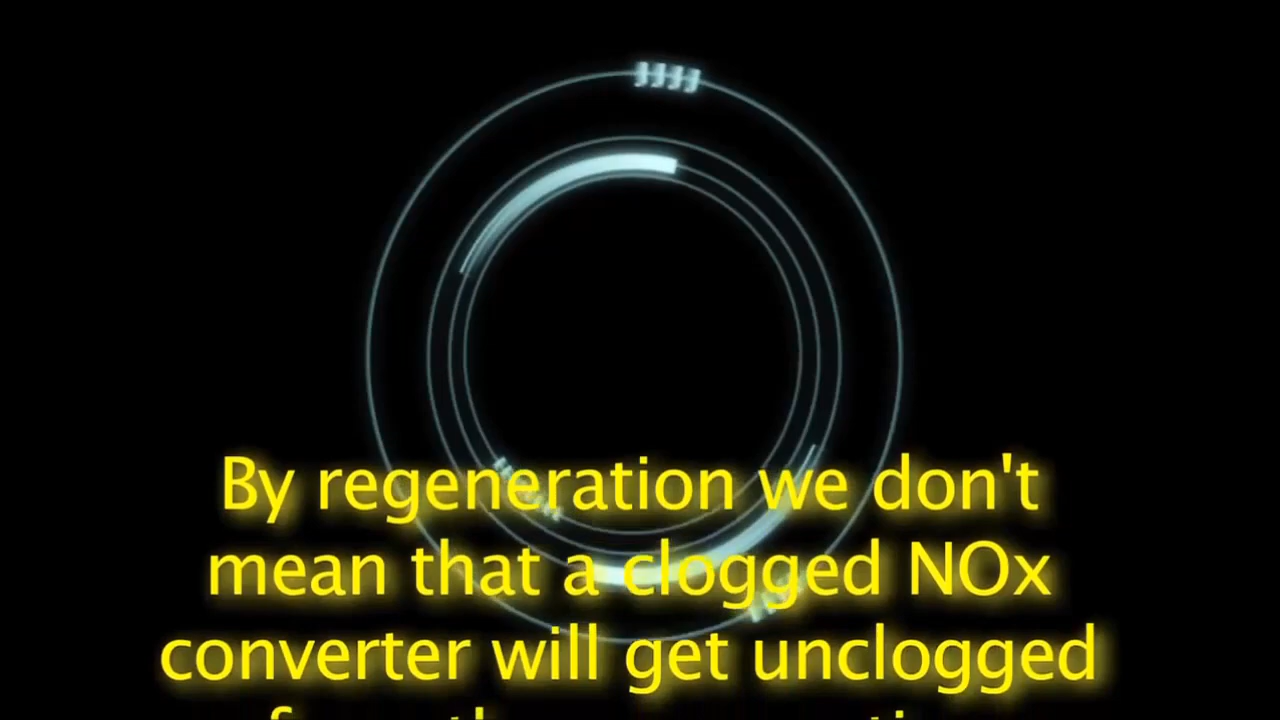 By regeneration we don't
mean that a clogged NOx
converter will get unclogged